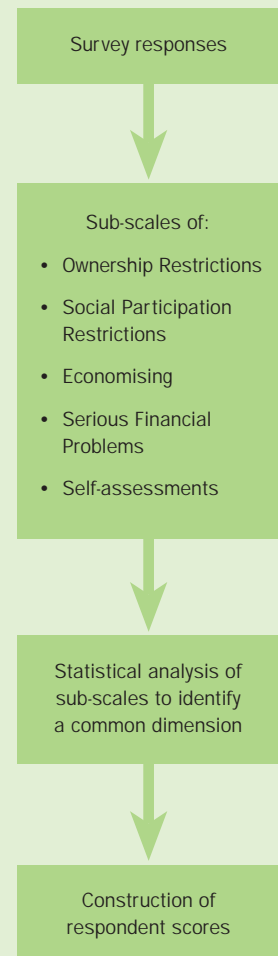 Survey responses
Sub-scales of:
• Ownership Restrictions
• Social Participation
Restrictions
• Economising
• Serious Financial
Problems
• Self-assessments
Statistical analysis of
sub-scales to identify
a common dimension
Construction of
respondent scores